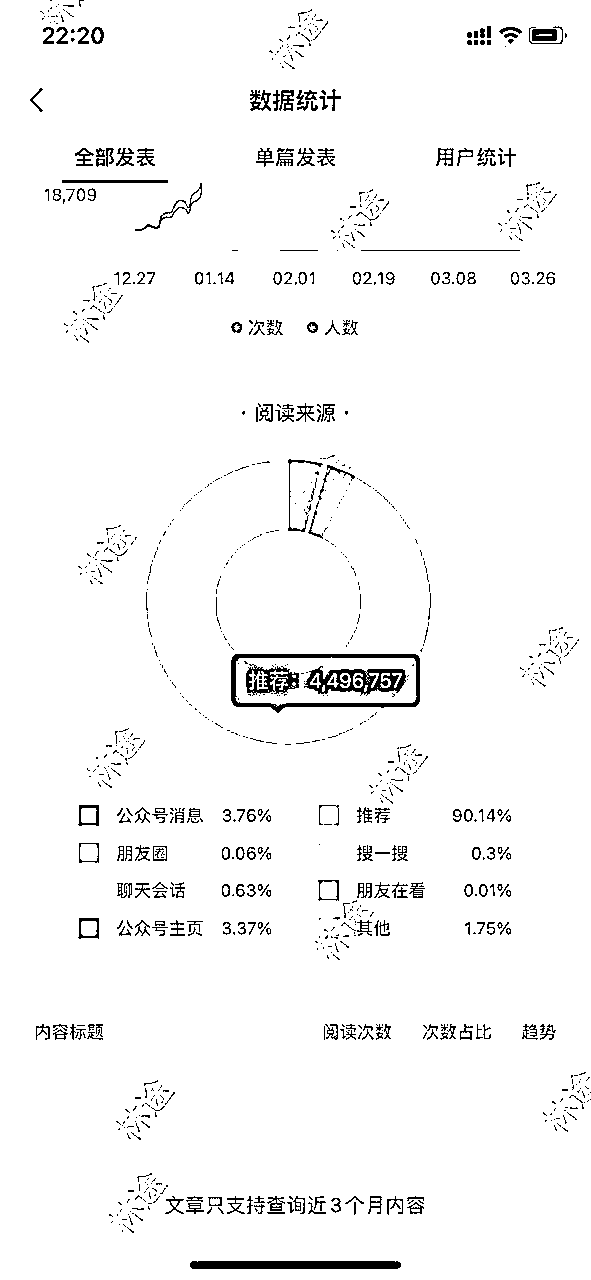 22:20
数据统计
全部发表 单篇发表 用户统计
18,709
12.27 01.14 02.01 02.19 03.08 03.26
次数 人数
· 阅读来源 ·
推荐: 4,496,757
公众号消息 3.76% 推荐 90.14%
朋友圈 0.06% 搜一搜 0.3%
聊天会话 0.63% 朋友在看 0.01%
公众号主页 3.37% 其他 1.75%
内容标题 阅读次数 次数占比 趋势
文章只支持查询近3个月内容